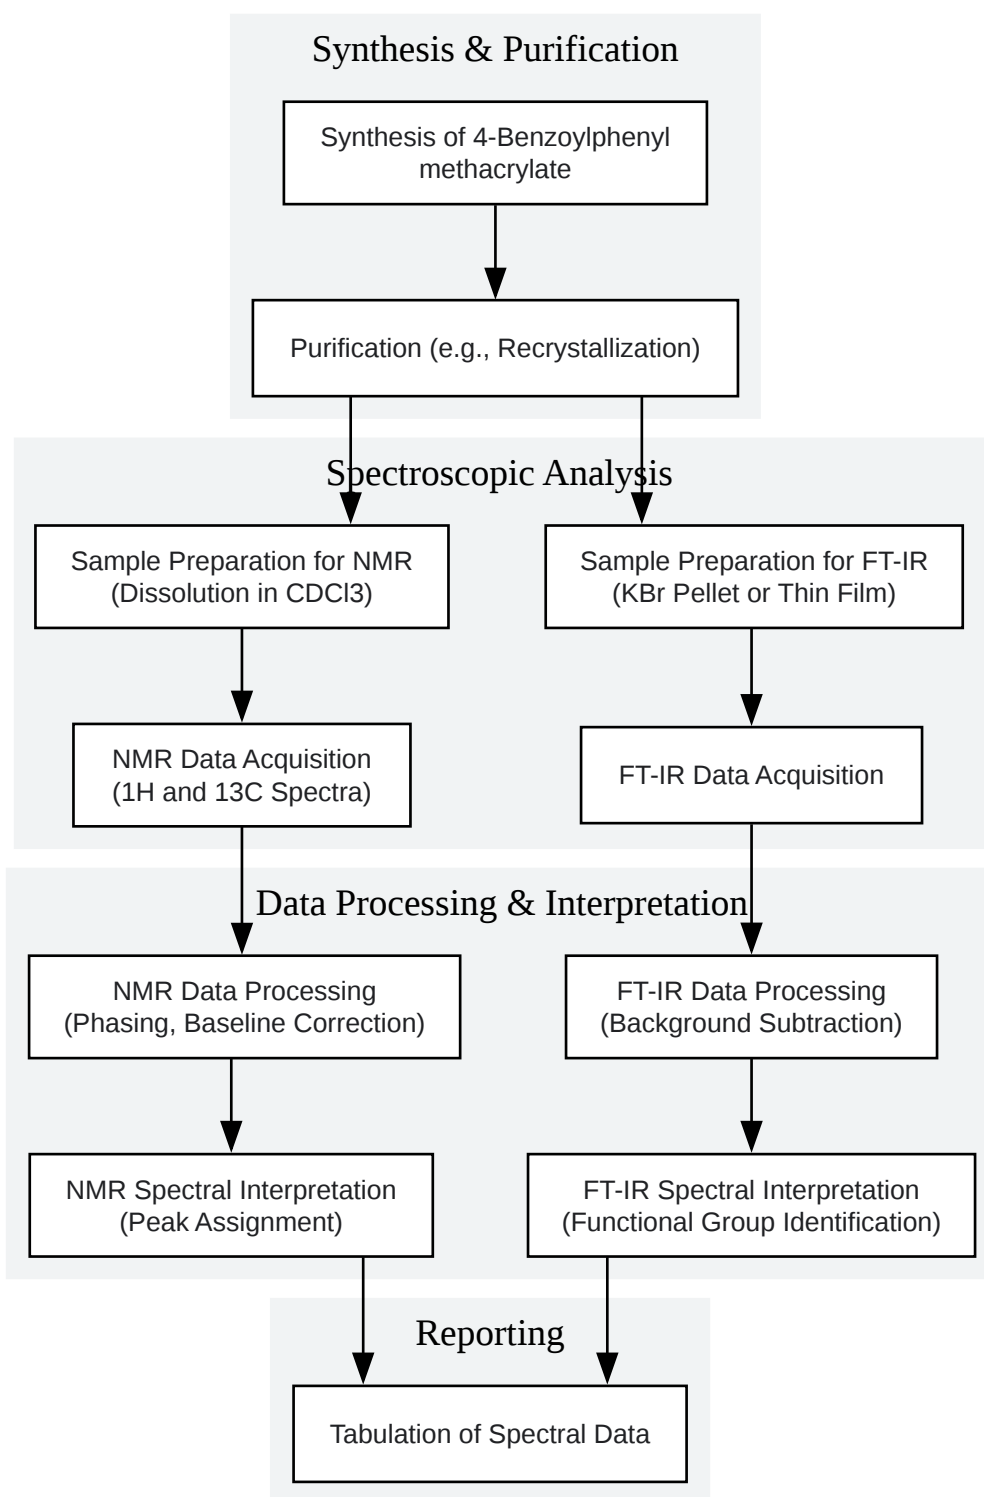 Synthesis & Purification
Synthesis of 4-Benzoylphenyl
methacrylate
Purification (e.g., Recrystallization)
Spectroscopic Analysis
Sample Preparation for NMR
(Dissolution in CDCl3)
Sample Preparation for FT-IR
(KBr Pellet or Thin Film)
NMR Data Acquisition
(1H and 13C Spectra)
FT-IR Data Acquisition
Data Processing & Interpretation
NMR Data Processing
(Phasing, Baseline Correction)
FT-IR Data Processing
(Background Subtraction)
NMR Spectral Interpretation
(Peak Assignment)
FT-IR Spectral Interpretation
(Functional Group Identification)
Reporting
Tabulation of Spectral Data